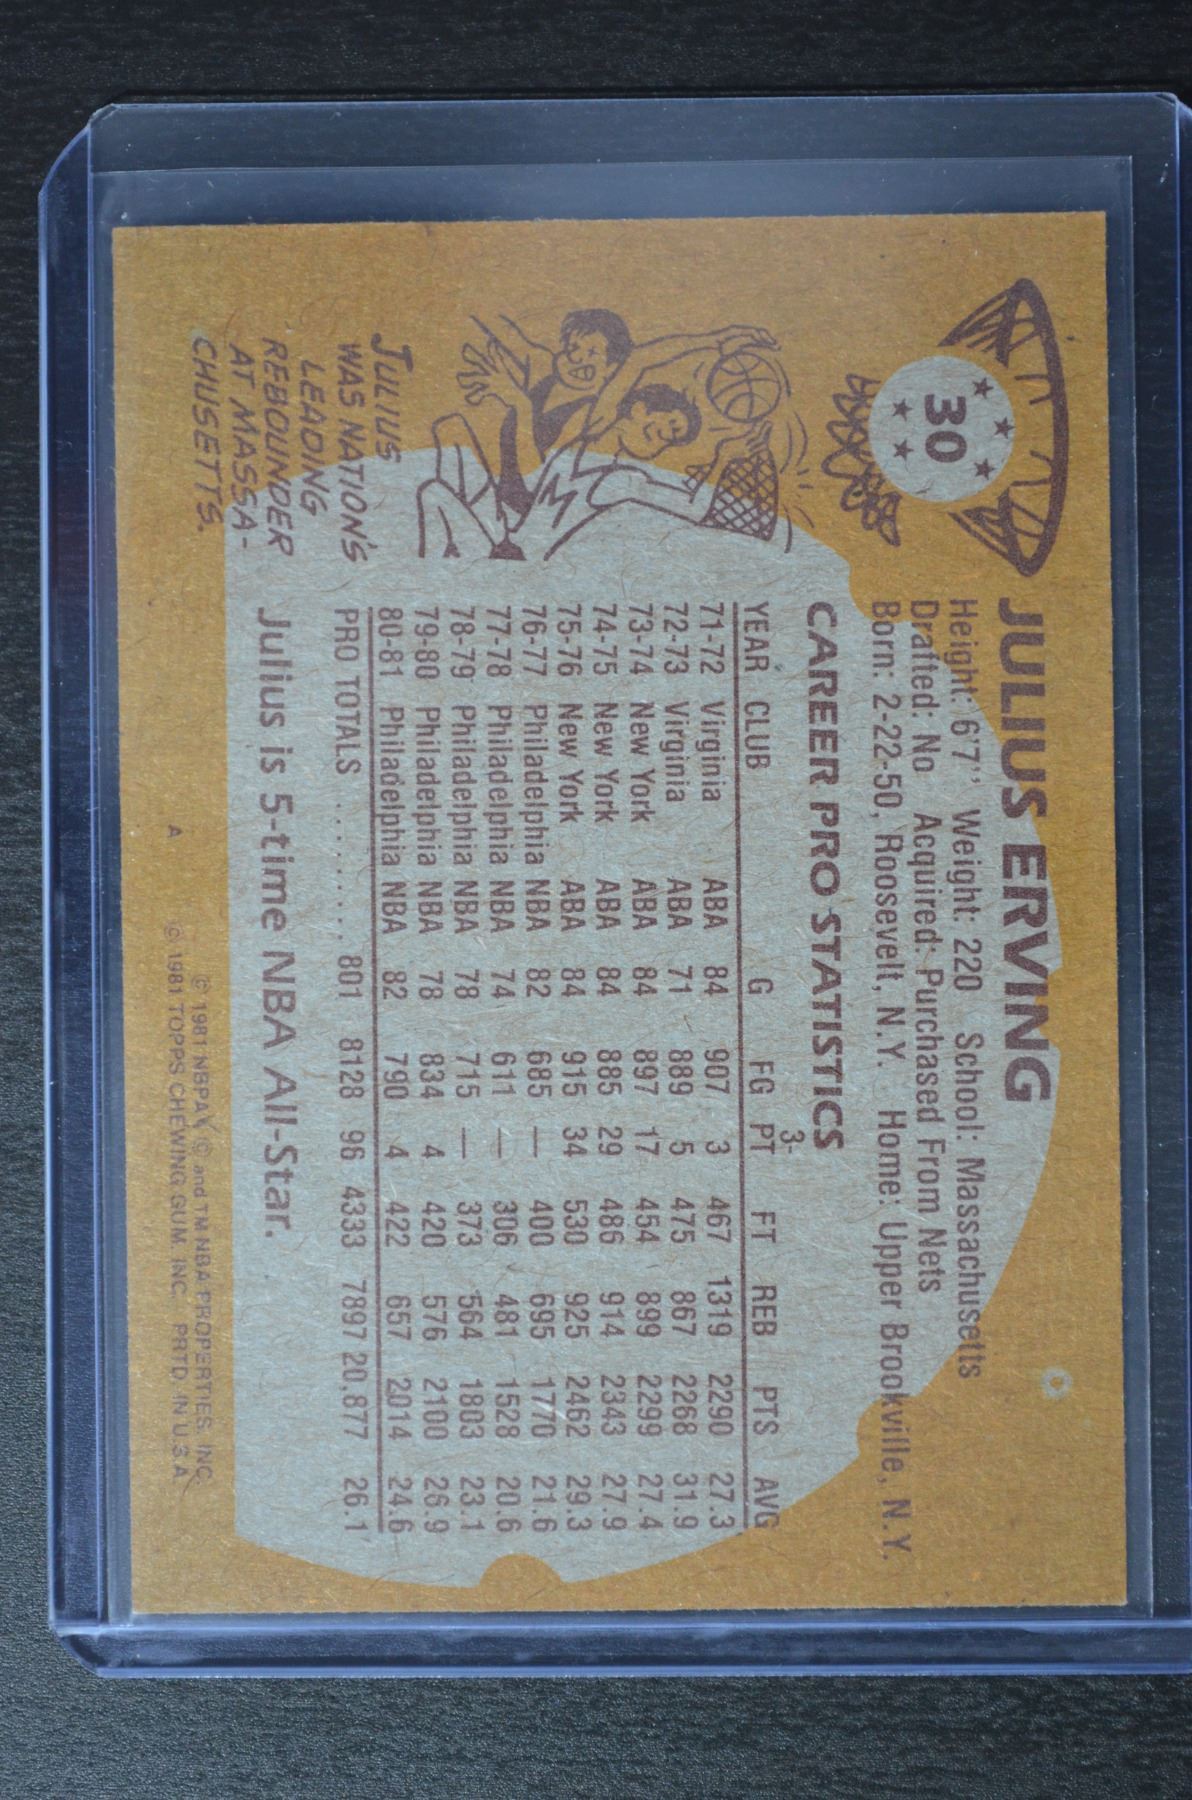 30
JULIUS ERVING
Height: 6'7" Weight: 220 School: Massachusetts
Drafted: No Acquired: Purchased From Nets
Born: 2-22-50, Roosevelt, N.Y. Home: Upper Brookville, N.Y.
CAREER PRO STATISTICS
YEAR CLUB G FG 3-PT FT REB PTS AVG
71-72 Virginia ABA 84 907 3 467 1319 2290 27.3
72-73 Virginia ABA 71 889 5 475 867 2268 31.9
73-74 New York ABA 84 897 17 454 899 2299 27.4
74-75 New York ABA 84 885 29 486 914 2343 27.9
75-76 New York ABA 84 915 34 530 925 2462 29.3
76-77 Philadelphia NBA 82 685 — 400 695 1770 21.6
77-78 Philadelphia NBA 74 611 — 306 481 1528 20.6
78-79 Philadelphia NBA 78 715 — 373 564 1803 23.1
79-80 Philadelphia NBA 78 834 4 420 576 2100 26.9
80-81 Philadelphia NBA 82 790 4 422 657 2014 24.6
PRO TOTALS .......... 801 8128 96 4333 7897 20,877 26.1
Julius is 5-time NBA All-Star.
JULIUS
WAS NATION'S
LEADING
REBOUNDER
AT MASSA-
CHUSETTS.
© 1981 NBPA © and TM NBA PROPERTIES, INC.
A © 1981 TOPPS CHEWING GUM, INC. PRTD. IN U.S.A.